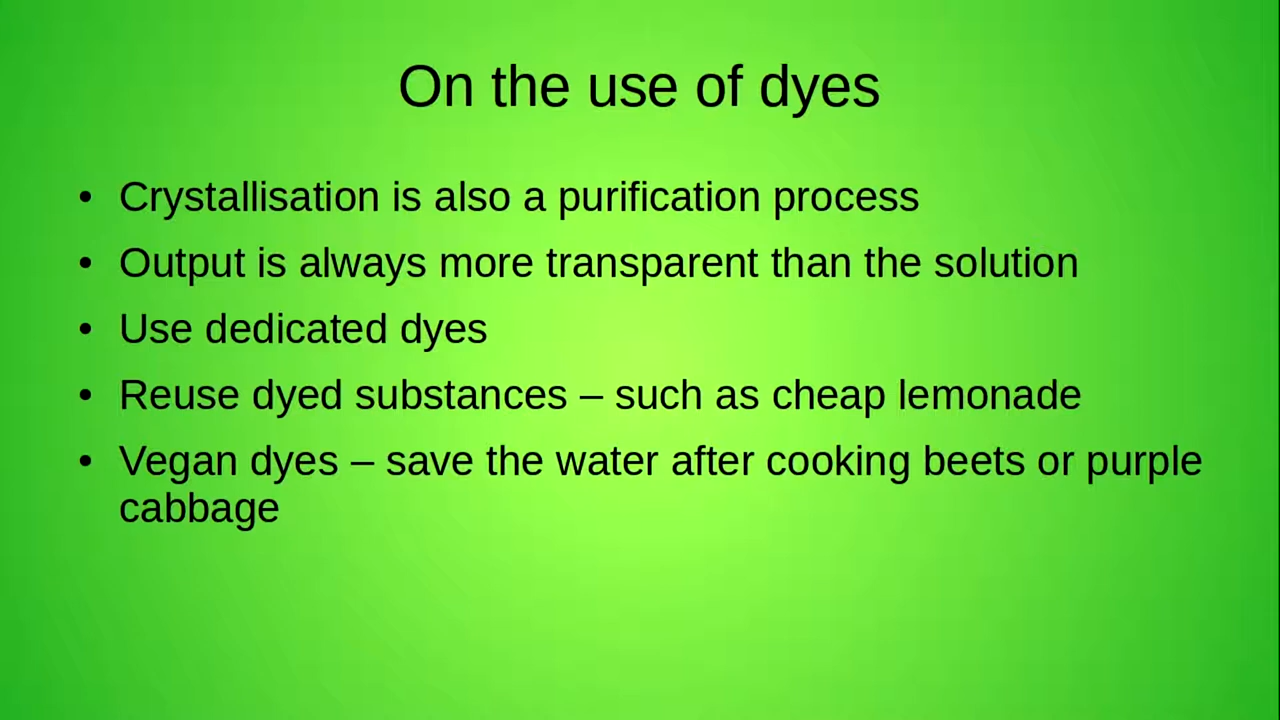 On the use of dyes
• Crystallisation is also a purification process
• Output is always more transparent than the solution
• Use dedicated dyes
• Reuse dyed substances – such as cheap lemonade
• Vegan dyes – save the water after cooking beets or purple
cabbage